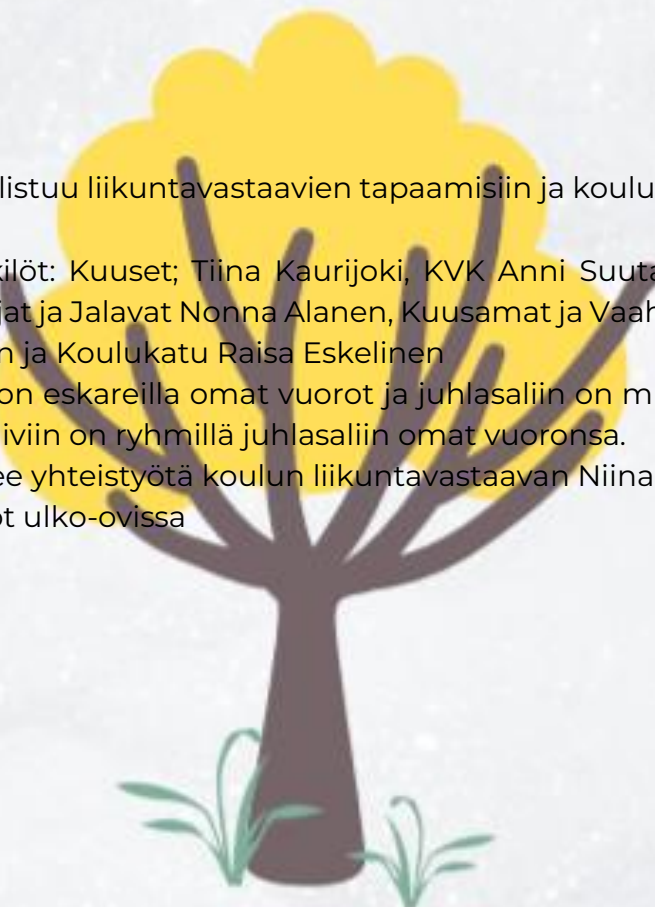 listuu liikuntavastaavien tapaamisiin ja koulu
kilöt: Kuuset; Tiina Kaurijoki, KVK Anni Suuta
jat ja Jalavat Nonna Alanen, Kuusamat ja Vaah
n ja Koulukatu Raisa Eskelinen
on eskareilla omat vuorot ja juhlasaliin on m
iviin on ryhmillä juhlasaliin omat vuoronsa.
ee yhteistyötä koulun liikuntavastaavan Niina
ot ulko-ovissa